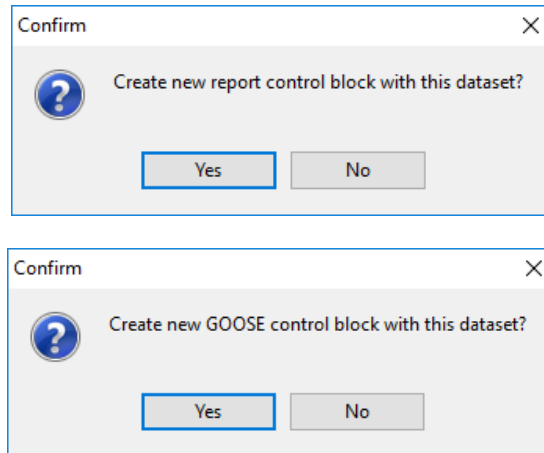 Confirm
Create new report control block with this dataset?
Yes No
Confirm
Create new GOOSE control block with this dataset?
Yes No